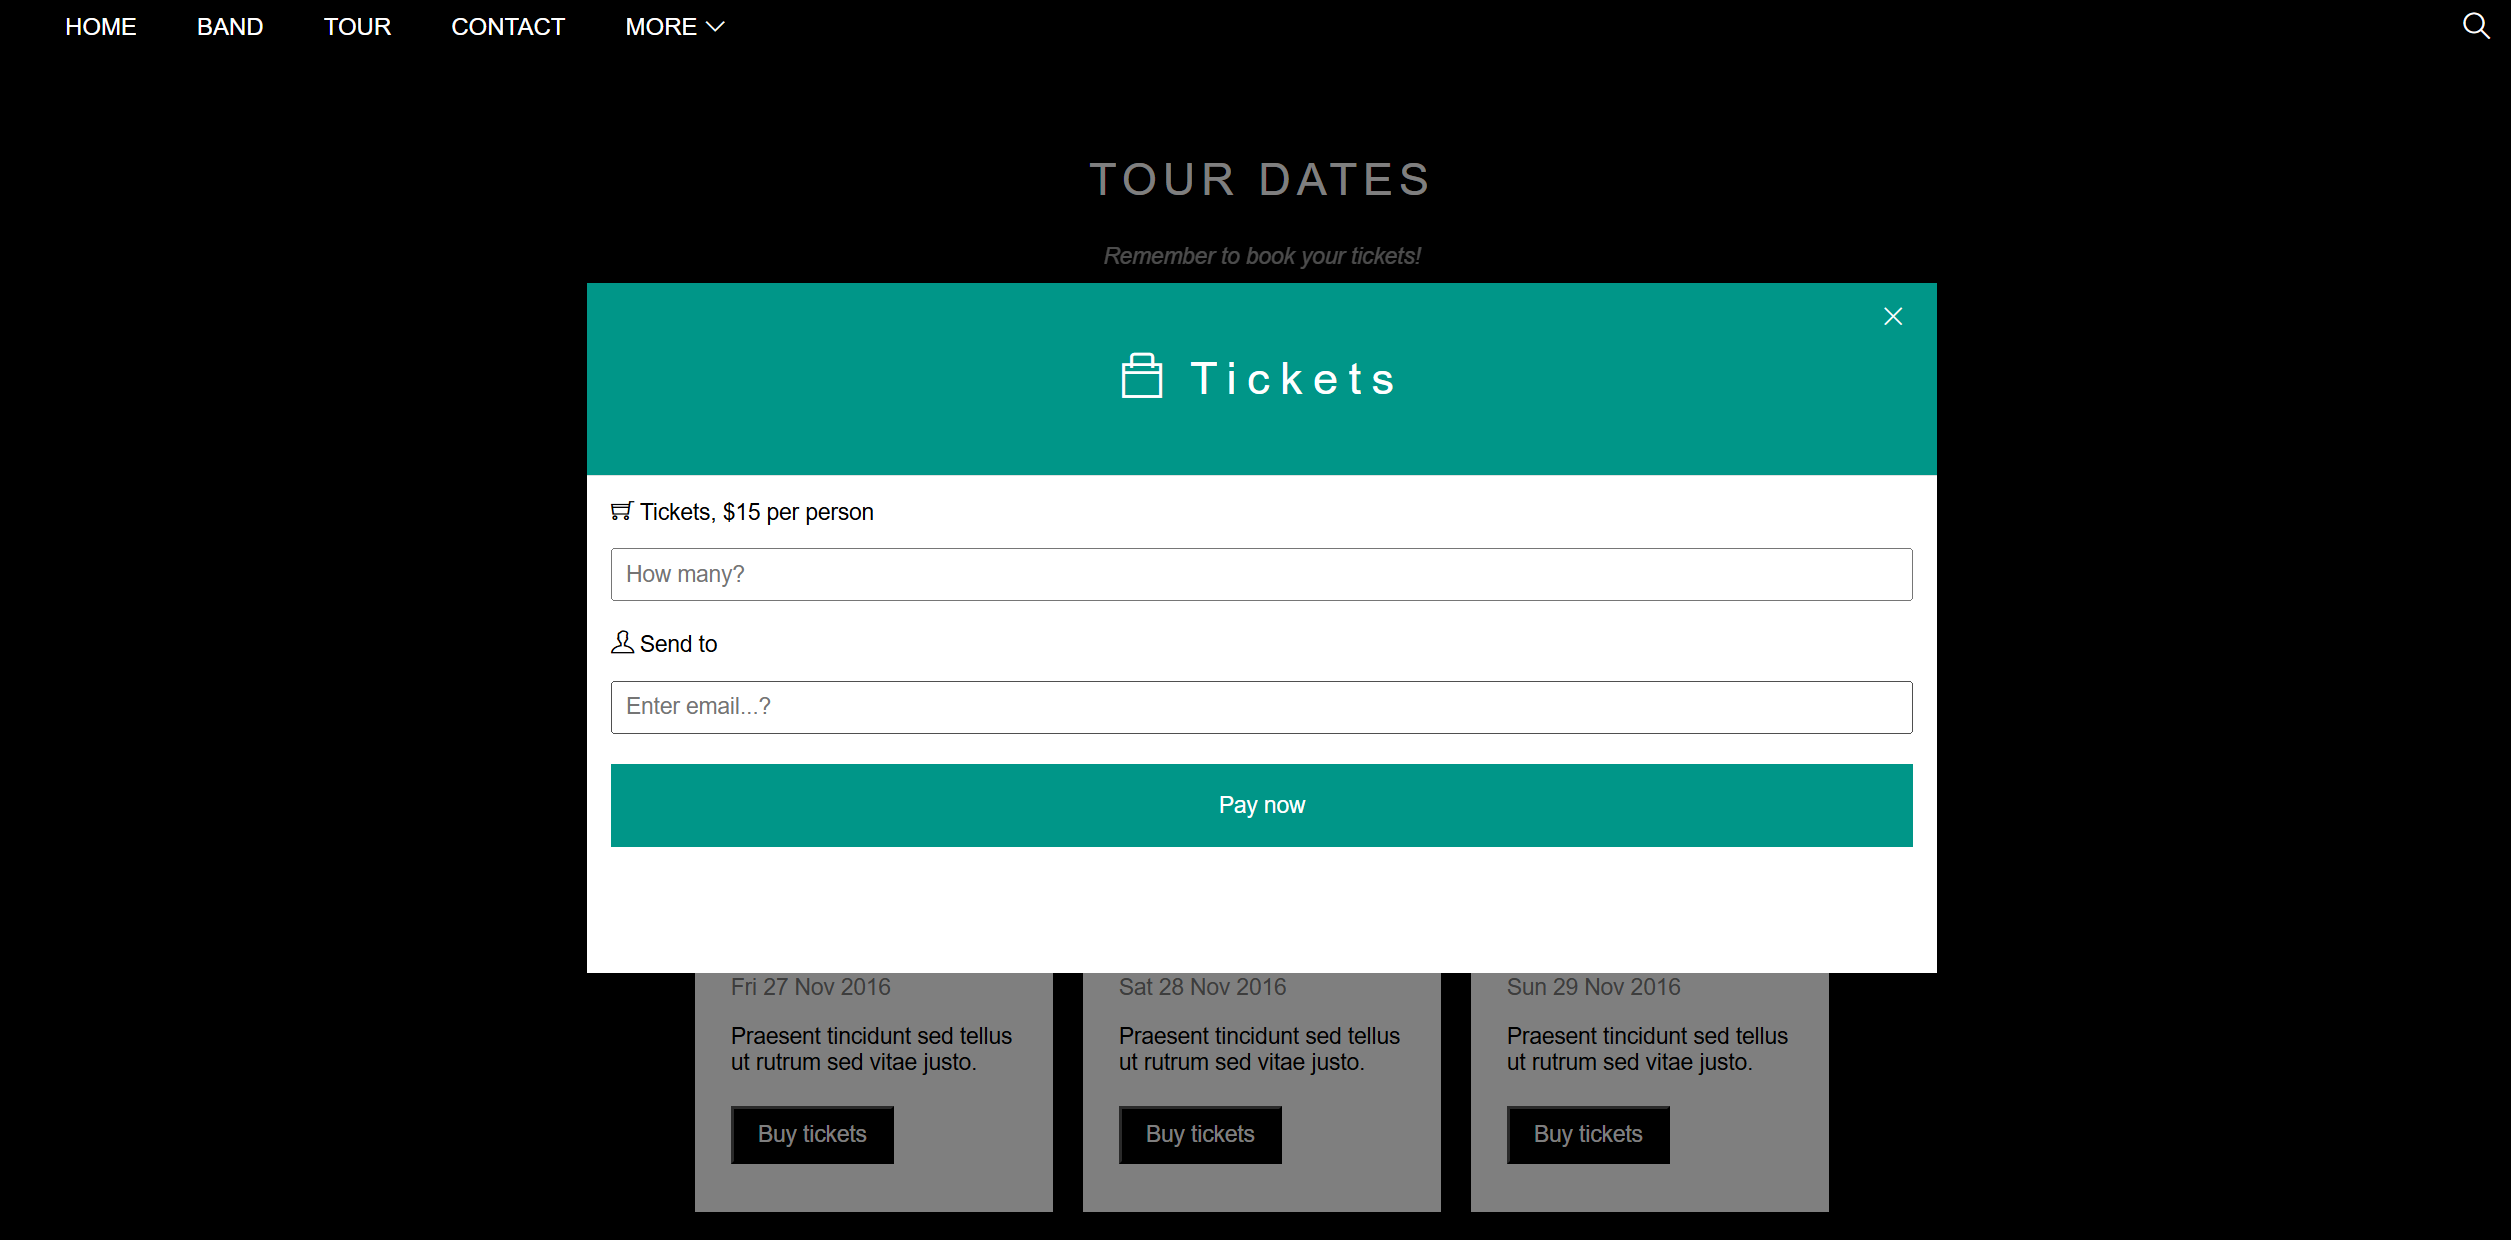 HOME BAND TOUR CONTACT MORE
TOUR DATES
Remember to book your tickets!
Tickets
Tickets, $15 per person
How many?
Send to
Enter email...?
Pay now
Fri 27 Nov 2016
Praesent tincidunt sed tellus
ut rutrum sed vitae justo.
Buy tickets
Sat 28 Nov 2016
Praesent tincidunt sed tellus
ut rutrum sed vitae justo.
Buy tickets
Sun 29 Nov 2016
Praesent tincidunt sed tellus
ut rutrum sed vitae justo.
Buy tickets